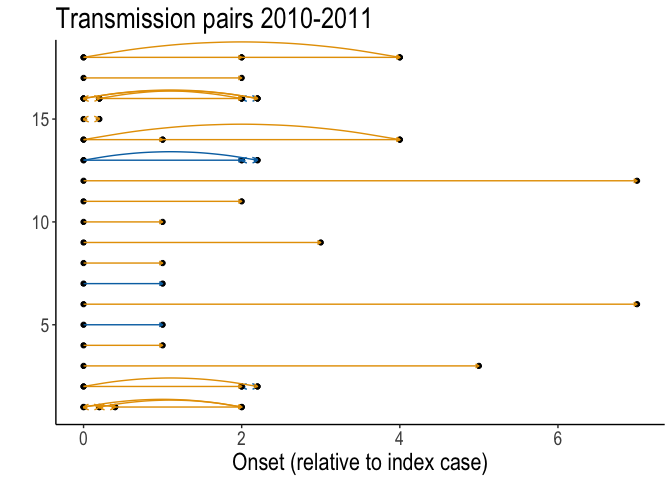 Transmission pairs 2010-2011
15
10
5
0 2 4 6
Onset (relative to index case)